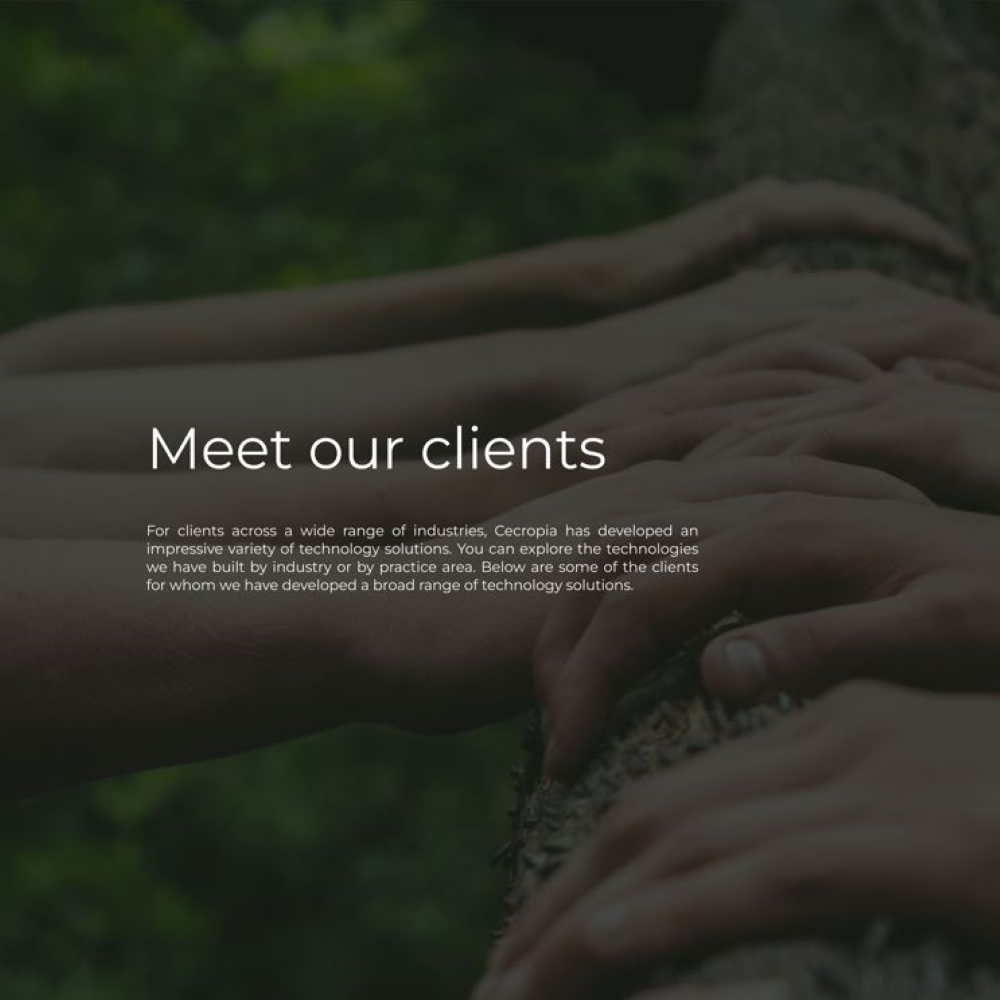 Meet our clients
For clients across a wide range of industries, Cecropia has developed an
impressive variety of technology solutions. You can explore the technologies
we have built by industry or by practice area. Below are some of the clients
for whom we have developed a broad range of technology solutions.